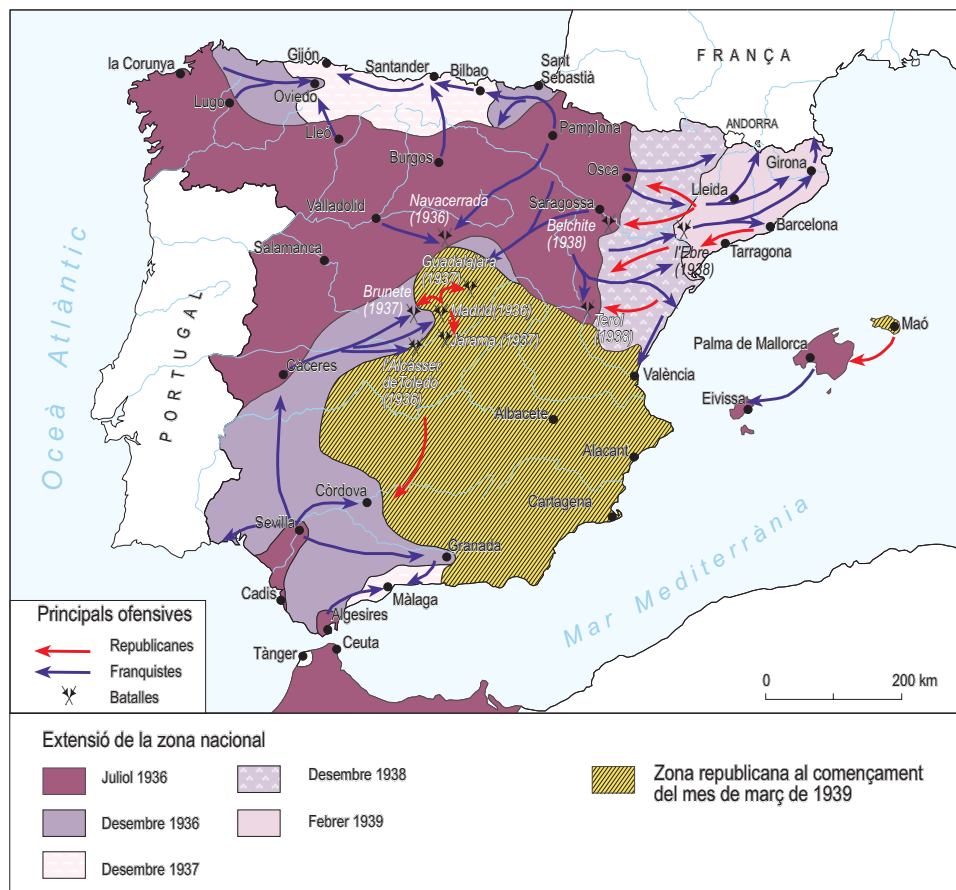 FRANÇA
ANDORRA
la Corunya
Gijón
Santander
Bilbao
Sant
Sebastià
Oviedo
Lugo
Lleó
Burgos
Pamplona
Osca
Girona
Lleida
Barcelona
Tarragona
Navacerrada
(1936)
Valladolid
Saragossa
Belchite
(1938)
Salamanca
Guadalajara
(1937)
l'Ebre
(1938)
Brunete
(1937)
Madrid (1936)
Jarama (1937)
Terol
(1938)
l'Alcàsser
de Toledo
(1936)
Càceres
Maó
Palma de Mallorca
València
Eivissa
Albacete
Alacant
Cartagena
Oceà Atlàntic
PORTUGAL
Còrdova
Sevilla
Granada
Cadis
Màlaga
Algesires
Ceuta
Tànger
Mar Mediterrània
Principals ofensives
Republicanes
Franquistes
Batalles
0 200 km
Extensió de la zona nacional
Juliol 1936
Desembre 1936
Desembre 1937
Desembre 1938
Febrer 1939
Zona republicana al començament
del mes de març de 1939